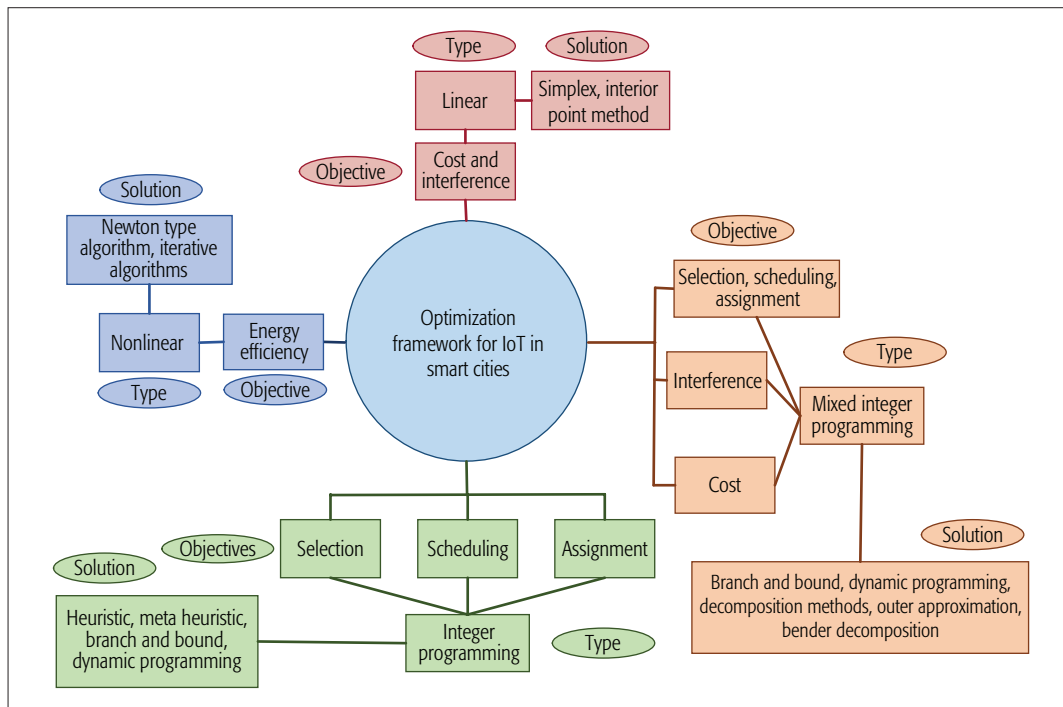 Type
Solution
Linear
Simplex, interior
point method
Objective
Cost and
interference
Solution
Newton type
algorithm, iterative
algorithms
Nonlinear
Energy
efficiency
Type
Objective
Optimization
framework for IoT in
smart cities
Objective
Selection, scheduling,
assignment
Type
Interference
Mixed integer
programming
Cost
Solution
Branch and bound, dynamic programming,
decomposition methods, outer approximation,
bender decomposition
Objectives
Selection
Scheduling
Assignment
Solution
Heuristic, meta heuristic,
branch and bound,
dynamic programming
Integer
programming
Type